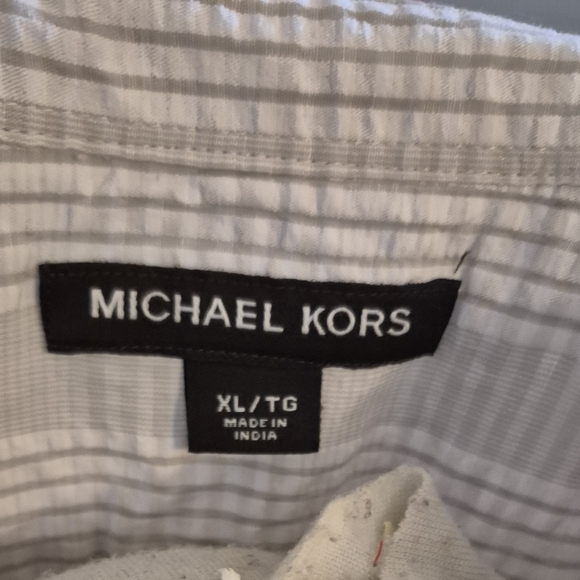 MICHAEL KORS
XL/TG
MADE IN
INDIA